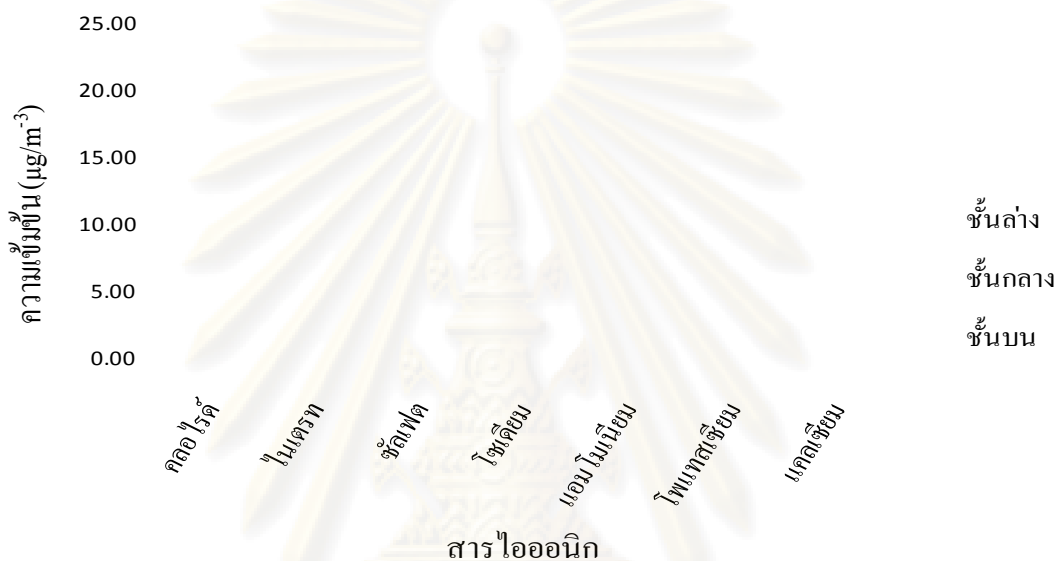 25.00
20.00
15.00
10.00
5.00
0.00
ความเข้มข้น (µg/m⁻³)
คลอไรด์
ไนเตรท
ซัลเฟต
โซเดียม
แอมโมเนียม
โพแทสเซียม
แคลเซียม
สารไอออนิก
ชั้นล่าง
ชั้นกลาง
ชั้นบน